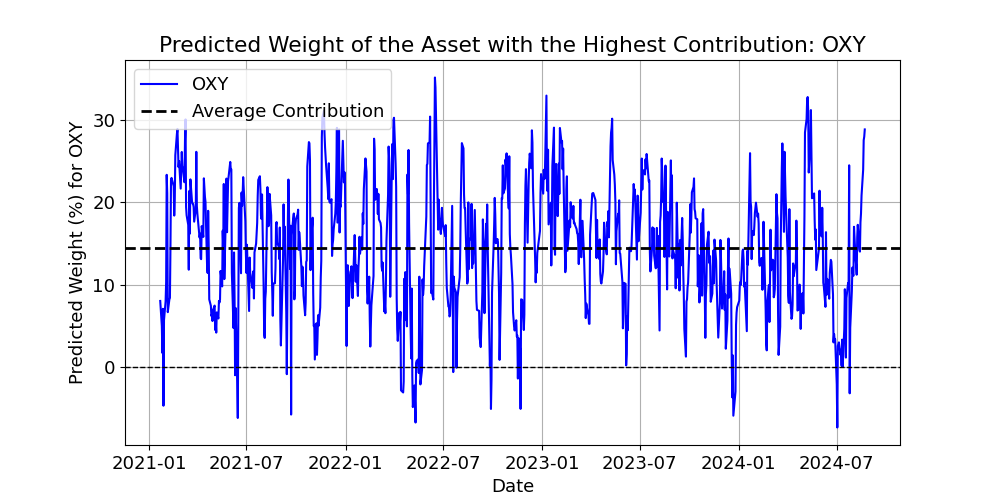 Predicted Weight of the Asset with the Highest Contribution: OXY
OXY
Average Contribution
Predicted Weight (%) for OXY
30
20
10
0
2021-01 2021-07 2022-01 2022-07 2023-01 2023-07 2024-01 2024-07
Date